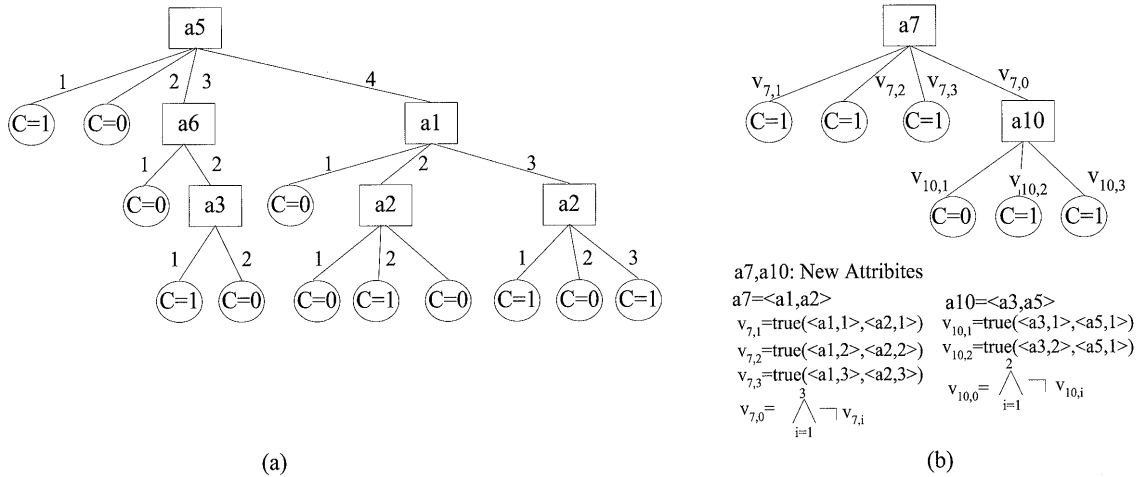 a5
1 2 3 4
C=1 C=0 a6 a1
1 2 1 2 3
C=0 a3 C=0 a2 a2
1 2 1 2 1 2 3
C=1 C=0 C=0 C=1 C=0 C=1 C=0 C=1
(a)
a7
v7,1 v7,2 v7,3 v7,0
C=1 C=1 C=1 a10
v10,1 v10,2 v10,3
C=0 C=1 C=1
a7,a10: New Attribites
a7=<a1,a2>
v7,1=true(<a1,1>,<a2,1>)
v7,2=true(<a1,2>,<a2,2>)
v7,3=true(<a1,3>,<a2,3>)
v7,0= 3 ⋀ i=1 ¬ v7,i
a10=<a3,a5>
v10,1=true(<a3,1>,<a5,1>)
v10,2=true(<a3,2>,<a5,1>)
v10,0= 2 ⋀ i=1 ¬ v10,i
(b)